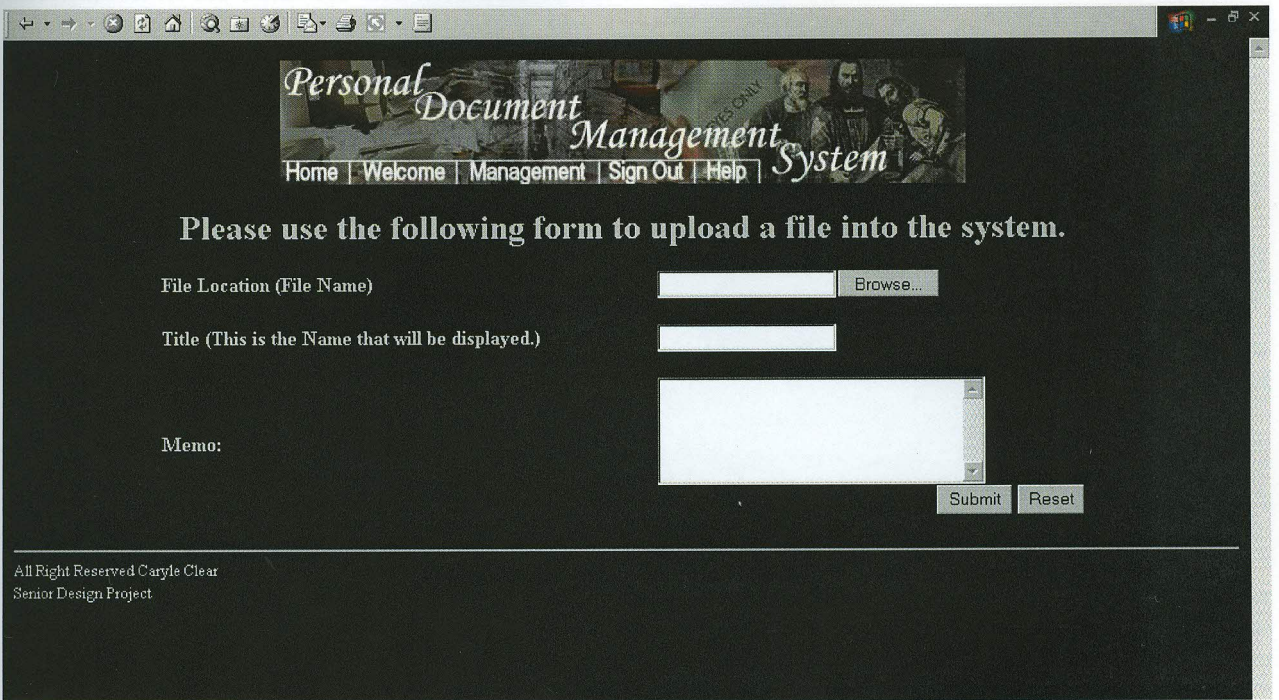 Personal
Document
Management
System
EYES ONLY
Home | Welcome | Management | Sign Out | Help |
Please use the following form to upload a file into the system.
File Location (File Name)
Browse...
Title (This is the Name that will be displayed.)
Memo:
Submit Reset
All Right Reserved Caryle Clear
Senior Design Project